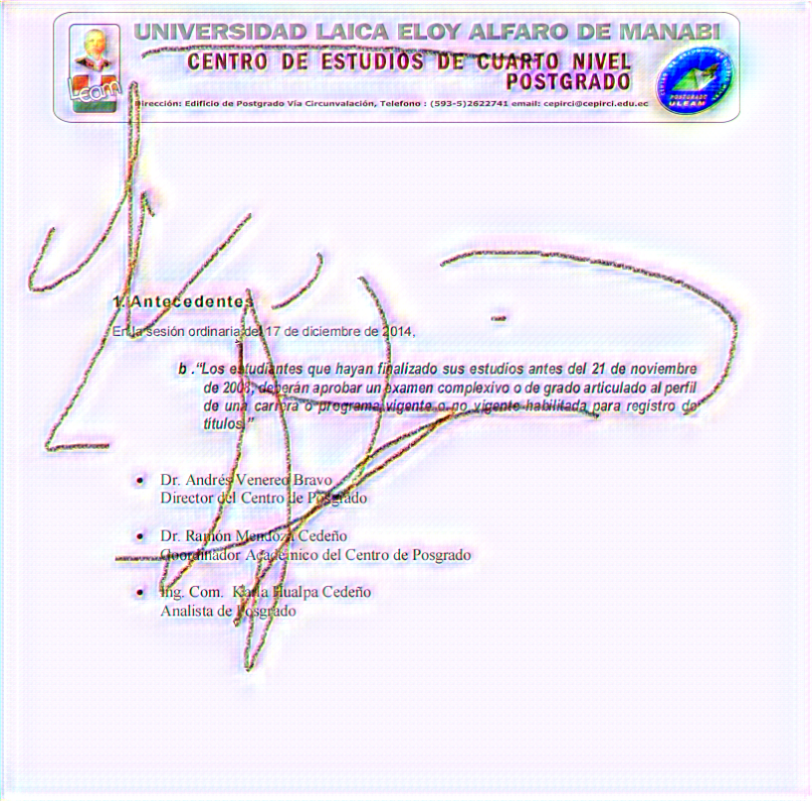 UNIVERSIDAD LAICA ELOY ALFARO DE MANABI
CENTRO DE ESTUDIOS DE CUARTO NIVEL
POSTGRADO
Dirección: Edificio de Postgrado Vía Circunvalación, Telefono : (593-5)2622741 email: cepirci@cepirci.edu.ec
Uleam
POSTGRADO
ULEAM
1. Antecedentes
En la sesión ordinaria del 17 de diciembre de 2014,
b ."Los estudiantes que hayan finalizado sus estudios antes del 21 de noviembre
de 2008, deberán aprobar un examen complexivo o de grado articulado al perfil
de una carrera o programa vigente o no vigente habilitada para registro de
títulos."
• Dr. Andrés Venereo Bravo
Director del Centro de Posgrado
• Dr. Ramón Mendoza Cedeño
Coordinador Académico del Centro de Posgrado
• Ing. Com. Karla Hualpa Cedeño
Analista de Posgrado